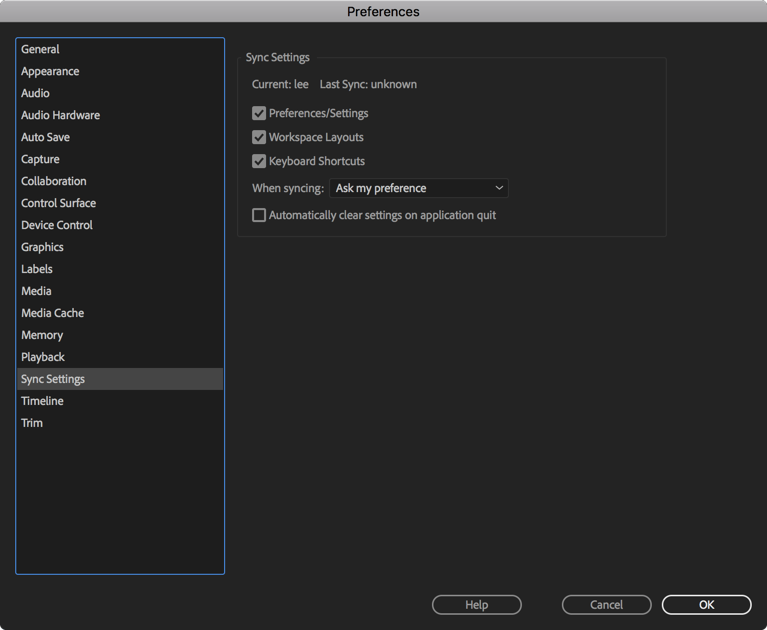 Preferences
General
Appearance
Audio
Audio Hardware
Auto Save
Capture
Collaboration
Control Surface
Device Control
Graphics
Labels
Media
Media Cache
Memory
Playback
Sync Settings
Timeline
Trim
Sync Settings
Current: lee Last Sync: unknown
Preferences/Settings
Workspace Layouts
Keyboard Shortcuts
When syncing: Ask my preference
Automatically clear settings on application quit
Help Cancel OK